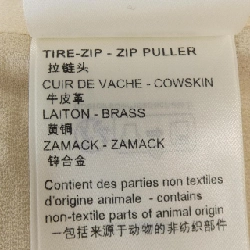 TIRE-ZIP - ZIP PULLER
拉链头
CUIR DE VACHE - COWSKIN
牛皮革
LAITON - BRASS
黄铜
ZAMACK - ZAMACK
锌合金
Contient des parties non textiles
d'origine animale - contains
non-textile parts of animal origin
一包括来源于动物的非纺织部件